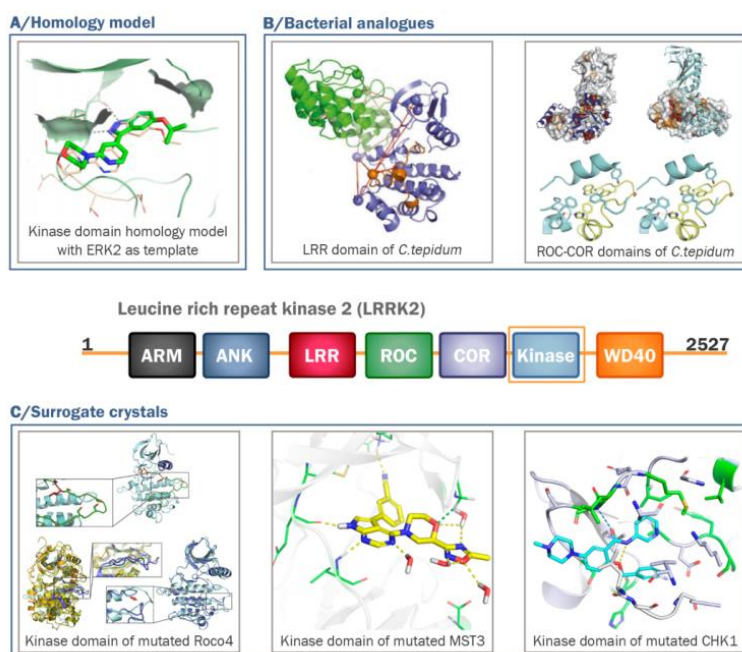 A/Homology model
B/Bacterial analogues
Kinase domain homology model
with ERK2 as template
LRR domain of C.tepidum
ROC-COR domains of C.tepidum
Leucine rich repeat kinase 2 (LRRK2)
1 ARM ANK LRR ROC COR Kinase WD40 2527
C/Surrogate crystals
Kinase domain of mutated Roco4
Kinase domain of mutated MST3
Kinase domain of mutated CHK1